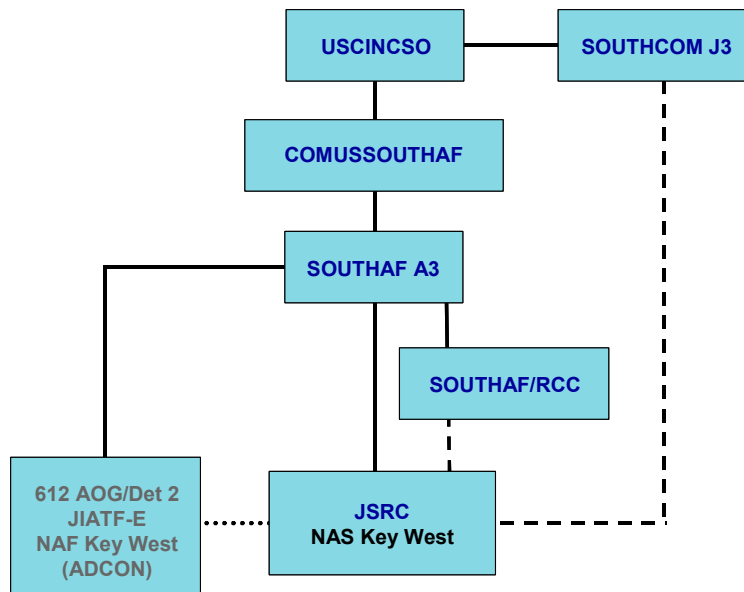 USCINCSO
SOUTHCOM J3
COMUSSOUTHAF
SOUTHAF A3
SOUTHAF/RCC
612 AOG/Det 2
JIATF-E
NAF Key West
(ADCON)
JSRC
NAS Key West